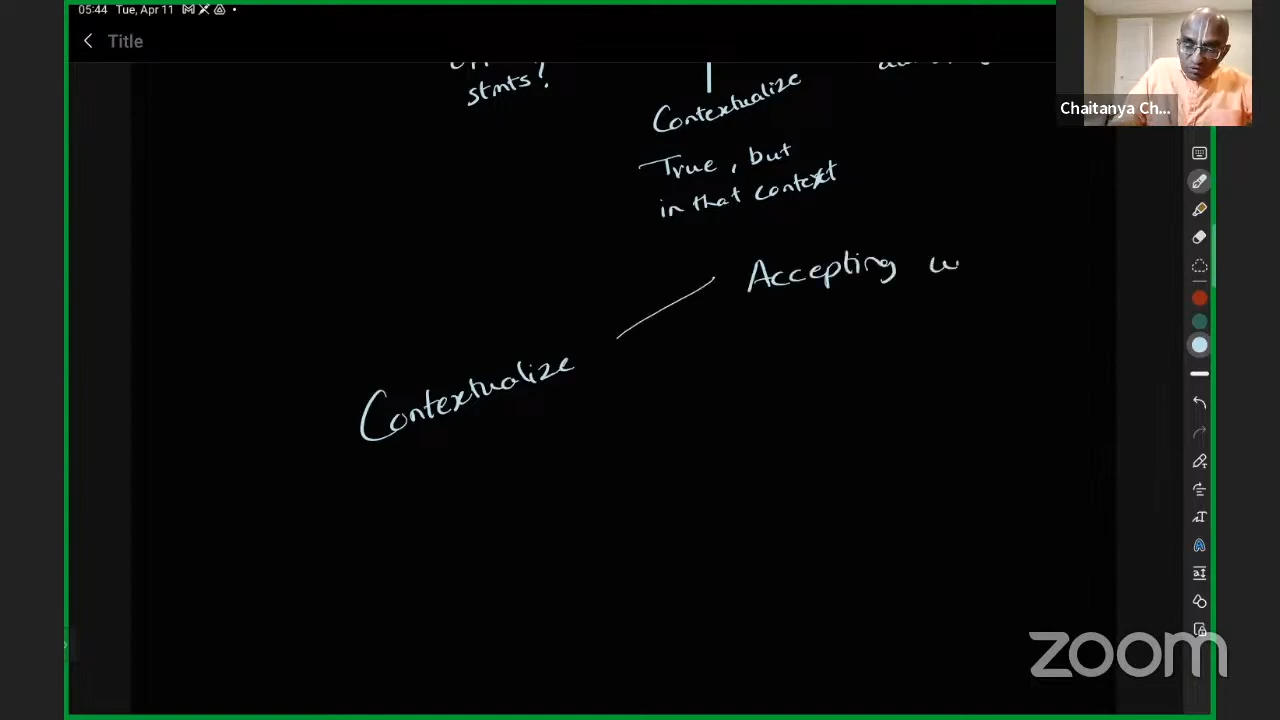 05:44 Tue, Apr 11
Title
Chaitanya Ch...
stmts?
Contextualize
True, but
in that context
Accepting w
Contextualize
zoom